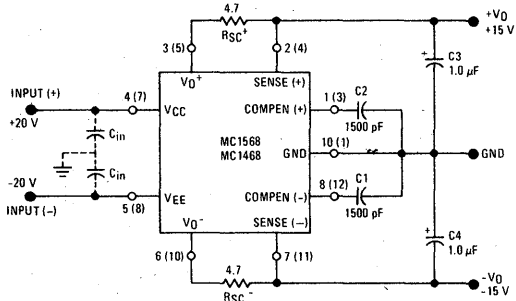 4.7
RSC+
+VO
+15 V
3 (5)
2 (4)
VO+
SENSE (+)
C3
1.0 µF
INPUT (+)
+20 V
4 (7)
VCC
COMPEN (+)
1 (3)
C2
1500 pF
Cin
MC1568
MC1468
GND
10 (1)
GND
Cin
-20 V
INPUT (-)
5 (8)
VEE
COMPEN (-)
8 (12)
C1
1500 pF
VO-
SENSE (-)
C4
1.0 µF
6 (10)
7 (11)
4.7
RSC-
-VO
-15 V
+
+